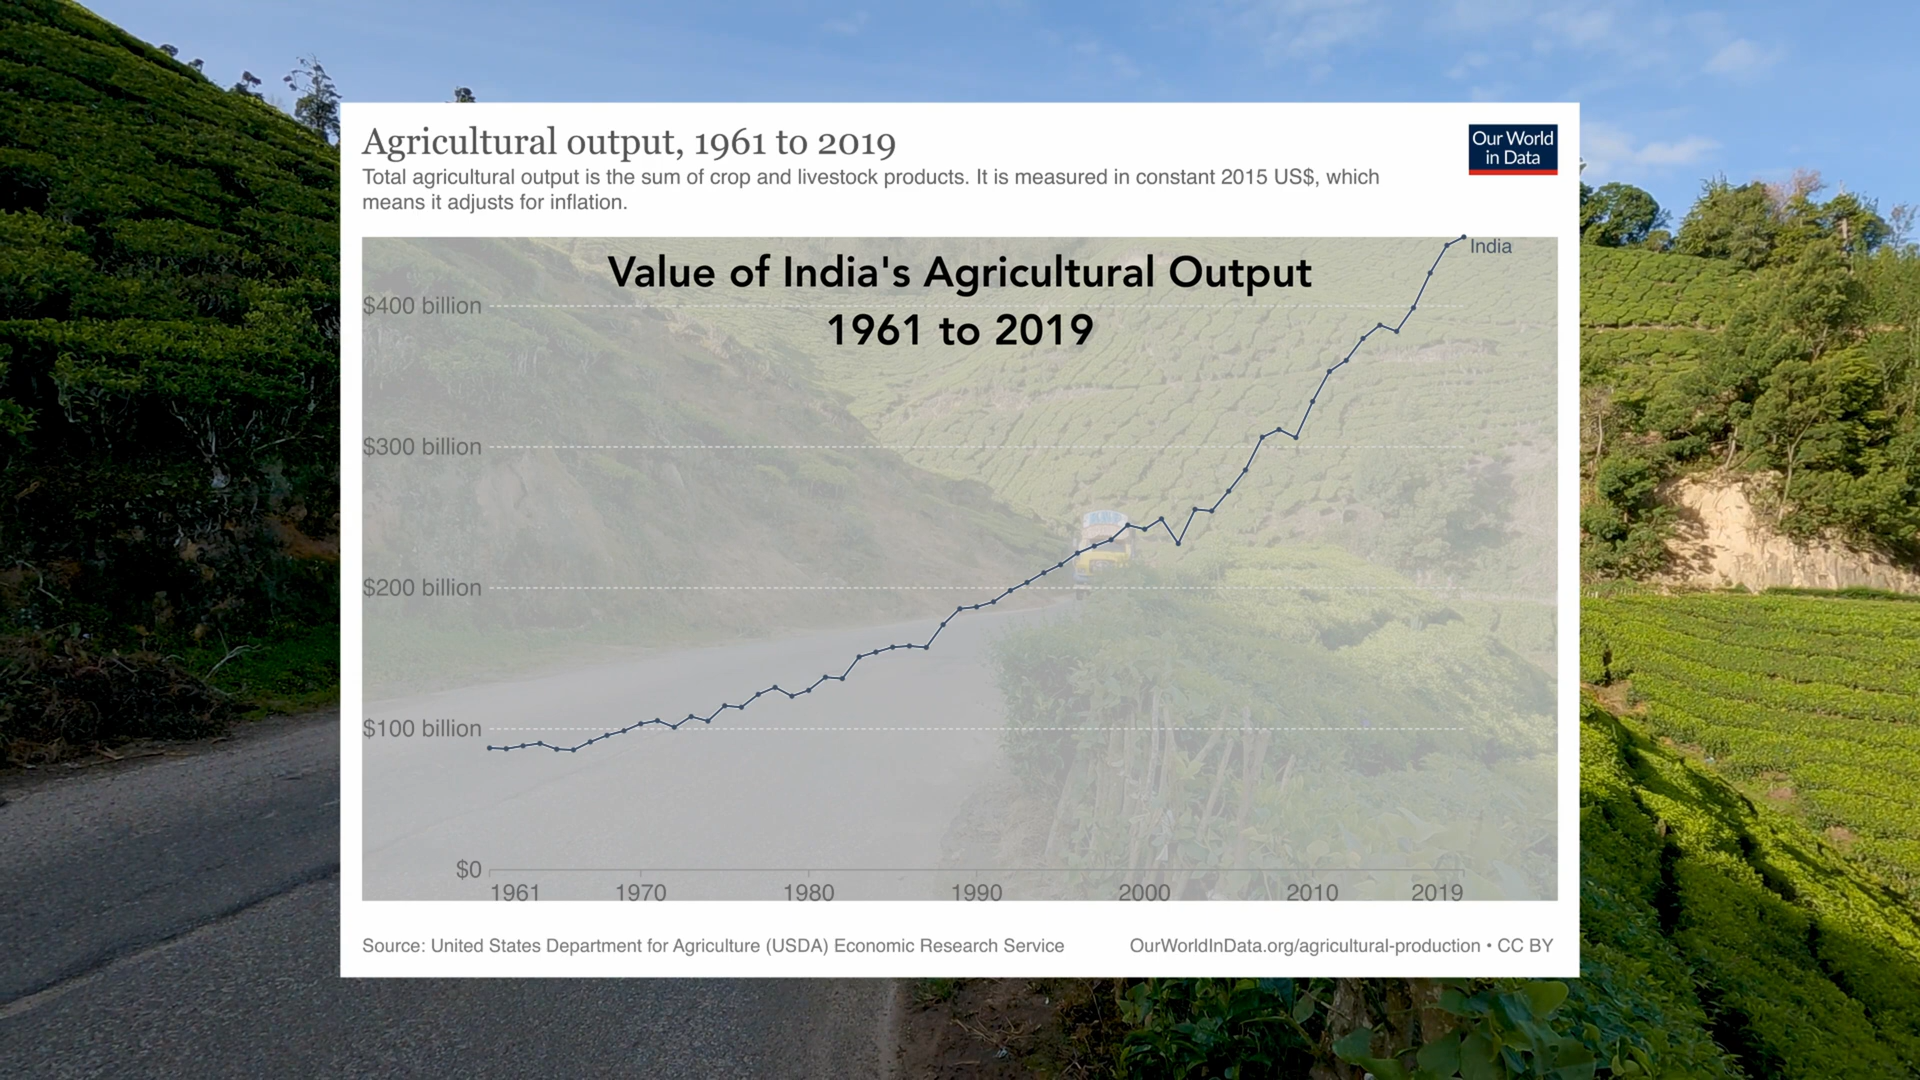 Agricultural output, 1961 to 2019
Total agricultural output is the sum of crop and livestock products. It is measured in constant 2015 US$, which
means it adjusts for inflation.
Our World
in Data
Value of India's Agricultural Output
1961 to 2019
India
$400 billion
$300 billion
$200 billion
$100 billion
$0
1961 1970 1980 1990 2000 2010 2019
Source: United States Department for Agriculture (USDA) Economic Research Service
OurWorldInData.org/agricultural-production • CC BY